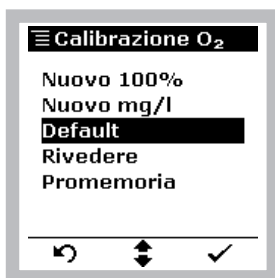 Calibrazione O₂
Nuovo 100%
Nuovo mg/l
Default
Rivedere
Promemoria